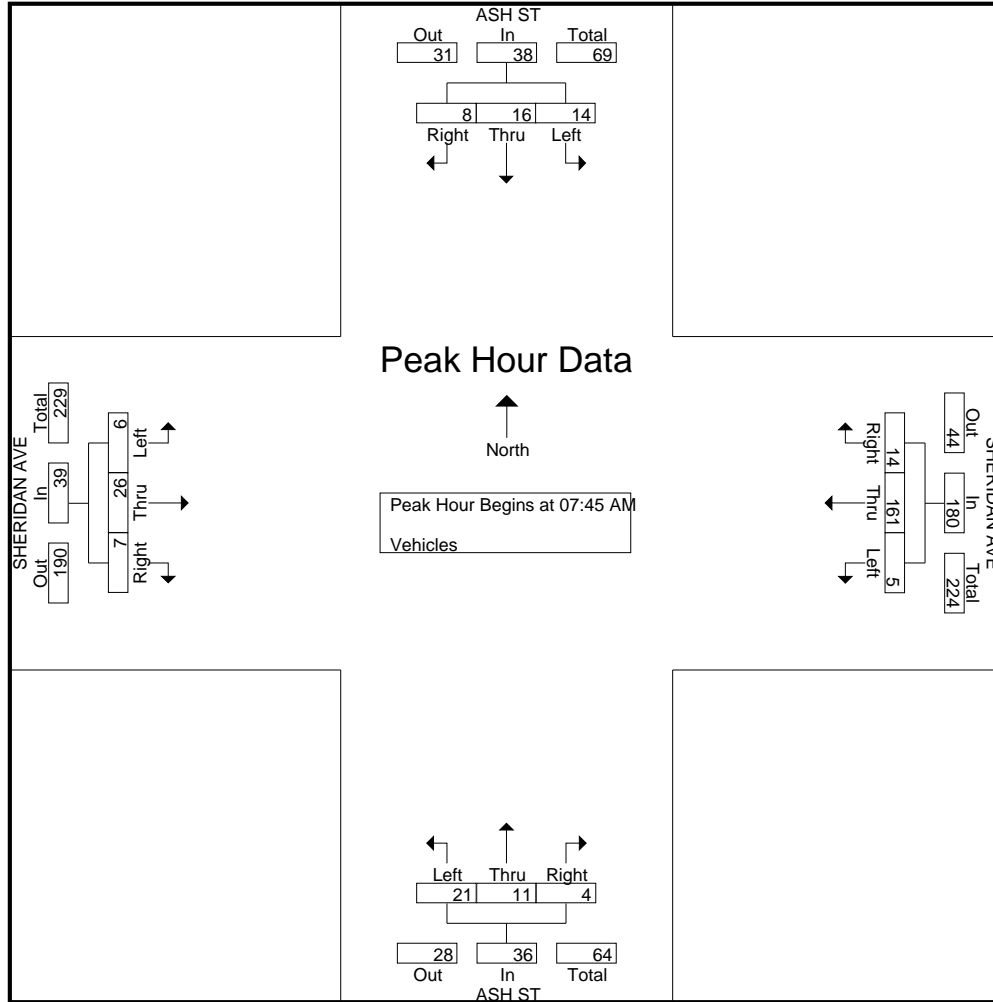 ASH ST
Out In Total
31 38 69
8 16 14
Right Thru Left
Peak Hour Data
North
Peak Hour Begins at 07:45 AM
Vehicles
SHERIDAN AVE
Out In Total
190 39 229
7 26 6
Right Thru Left
SHERIDAN AVE
Out In Total
44 180 224
14 161 5
Right Thru Left
Left Thru Right
21 11 4
28 36 64
Out In Total
ASH ST